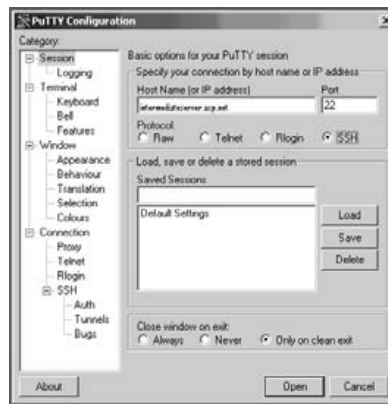 PuTTY Configuration
Category:
Session
Logging
Terminal
Keyboard
Bell
Features
Window
Appearance
Behaviour
Translation
Selection
Colours
Connection
Proxy
Telnet
Rlogin
SSH
Auth
Tunnels
Bugs
Basic options for your PuTTY session
Specify your connection by host name or IP address
Host Name (or IP address) Port
intermediateserver.scp.net 22
Protocol
Raw Telnet Rlogin SSH
Load, save or delete a stored session
Saved Sessions
Default Settings
Load
Save
Delete
Close window on exit:
Always Never Only on clean exit
About Open Cancel